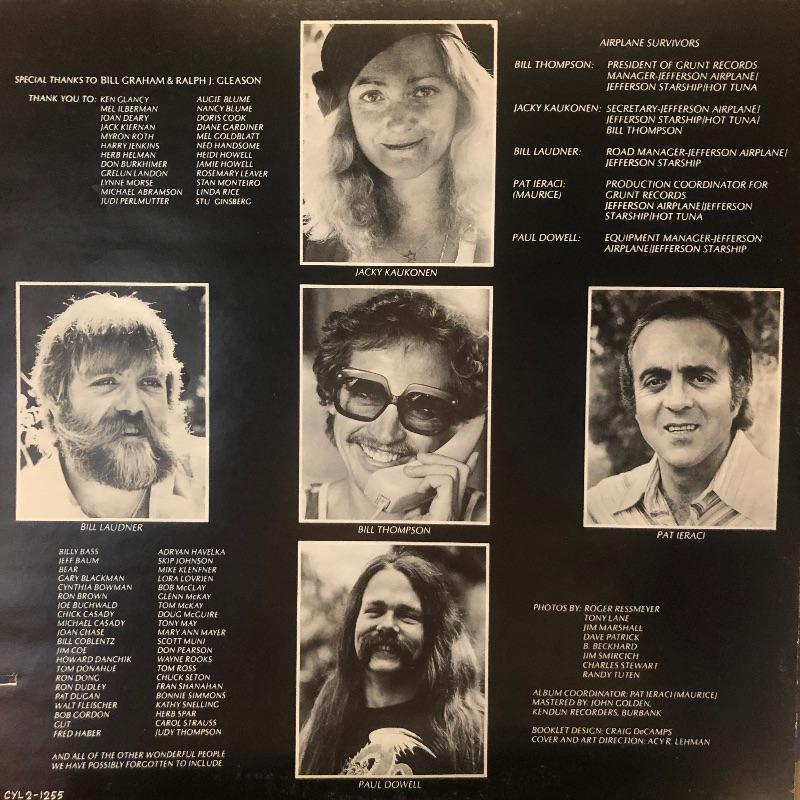 SPECIAL THANKS TO BILL GRAHAM & RALPH J. GLEASON
THANK YOU TO: KEN GLANCY
MEL ILBERMAN
JOAN DEARY
JACK KIERNAN
MYRON ROTH
HARRY JENKINS
HERB HELMAN
DON BURKHIMER
GRELUN LANDON
LYNNE MORSE
MICHAEL ABRAMSON
JUDI PERLMUTTER
AUGIE BLUME
NANCY BLUME
DORIS COOK
DIANE GARDINER
MEL GOLDBLATT
NED HANDSOME
HEIDI HOWELL
JAMIE HOWELL
ROSEMARY LEAVER
STAN MONTEIRO
LINDA RICE
STU GINSBERG
JACKY KAUKONEN
AIRPLANE SURVIVORS
BILL THOMPSON: PRESIDENT OF GRUNT RECORDS
MANAGER-JEFFERSON AIRPLANE/
JEFFERSON STARSHIP/HOT TUNA
JACKY KAUKONEN: SECRETARY-JEFFERSON AIRPLANE/
JEFFERSON STARSHIP/HOT TUNA/
BILL THOMPSON
BILL LAUDNER: ROAD MANAGER-JEFFERSON AIRPLANE/
JEFFERSON STARSHIP
PAT IERACI: PRODUCTION COORDINATOR FOR
(MAURICE) GRUNT RECORDS
JEFFERSON AIRPLANE/JEFFERSON
STARSHIP/HOT TUNA
PAUL DOWELL: EQUIPMENT MANAGER-JEFFERSON
AIRPLANE/JEFFERSON STARSHIP
BILL LAUDNER
BILL THOMPSON
PAT IERACI
BILLY BASS
JEFF BAUM
BEAR
GARY BLACKMAN
CYNTHIA BOWMAN
RON BROWN
JOE BUCHWALD
CHICK CASADY
MICHAEL CASADY
JOAN CHASE
BILL COBLENTZ
JIM COE
HOWARD DANCHIK
TOM DONAHUE
RON DONG
RON DUDLEY
PAT DUGAN
WALT FLEISCHER
BOB GORDON
GUT
FRED HABER
ADRYAN HAVELKA
SKIP JOHNSON
MIKE KLENFNER
LORA LOVRIEN
BOB McCLAY
GLENN McKAY
TOM McKAY
DOUG McGUIRE
TONY MAY
MARY ANN MAYER
SCOTT MUNI
DON PEARSON
WAYNE ROOKS
TOM ROSS
CHUCK SETON
FRAN SHANAHAN
BONNIE SIMMONS
KATHY SNELLING
HERB SPAR
CAROL STRAUSS
JUDY THOMPSON
AND ALL OF THE OTHER WONDERFUL PEOPLE
WE HAVE POSSIBLY FORGOTTEN TO INCLUDE
CYL2-1255
PAUL DOWELL
PHOTOS BY: ROGER RESSMEYER
TONY LANE
JIM MARSHALL
DAVE PATRICK
B. BECKHARD
JIM SMIRCICH
CHARLES STEWART
RANDY TUTEN
ALBUM COORDINATOR: PAT IERACI (MAURICE)
MASTERED BY: JOHN GOLDEN,
KENDUN RECORDERS, BURBANK
BOOKLET DESIGN: CRAIG DeCAMPS
COVER AND ART DIRECTION: ACY R. LEHMAN